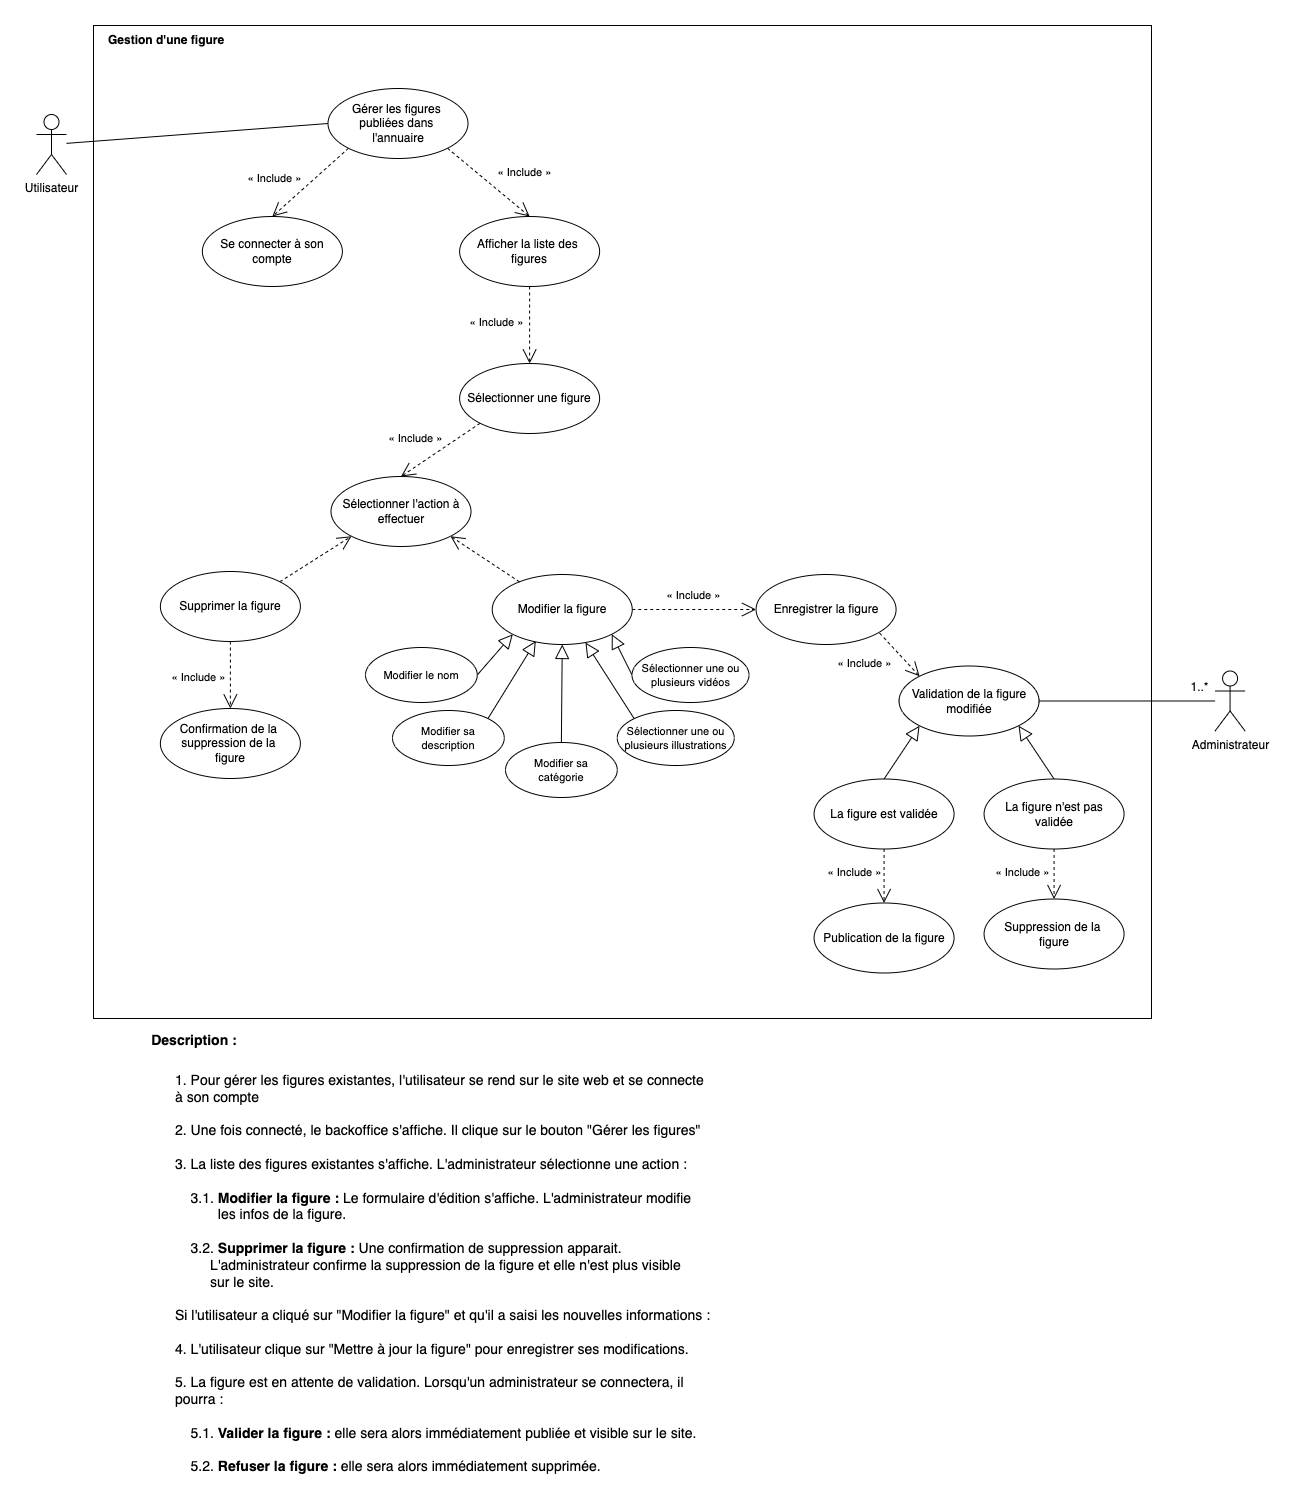 Gestion d'une figure
Gérer les figures
publiées dans
l'annuaire
Utilisateur
« Include »
« Include »
Se connecter à son
compte
Afficher la liste des
figures
« Include »
Sélectionner une figure
« Include »
Sélectionner l'action à
effectuer
Supprimer la figure
Modifier la figure
« Include »
Enregistrer la figure
« Include »
« Include »
Confirmation de la
suppression de la
figure
Modifier le nom
Modifier sa
description
Modifier sa
catégorie
Sélectionner une ou
plusieurs illustrations
Sélectionner une ou
plusieurs vidéos
Validation de la figure
modifiée
1..*
Administrateur
La figure est validée
La figure n'est pas
validée
« Include »
« Include »
Publication de la figure
Suppression de la
figure
Description :
1. Pour gérer les figures existantes, l'utilisateur se rend sur le site web et se connecte
à son compte
2. Une fois connecté, le backoffice s'affiche. Il clique sur le bouton "Gérer les figures"
3. La liste des figures existantes s'affiche. L'administrateur sélectionne une action :
3.1. Modifier la figure : Le formulaire d'édition s'affiche. L'administrateur modifie
les infos de la figure.
3.2. Supprimer la figure : Une confirmation de suppression apparait.
L'administrateur confirme la suppression de la figure et elle n'est plus visible
sur le site.
Si l'utilisateur a cliqué sur "Modifier la figure" et qu'il a saisi les nouvelles informations :
4. L'utilisateur clique sur "Mettre à jour la figure" pour enregistrer ses modifications.
5. La figure est en attente de validation. Lorsqu'un administrateur se connectera, il
pourra :
5.1. Valider la figure : elle sera alors immédiatement publiée et visible sur le site.
5.2. Refuser la figure : elle sera alors immédiatement supprimée.